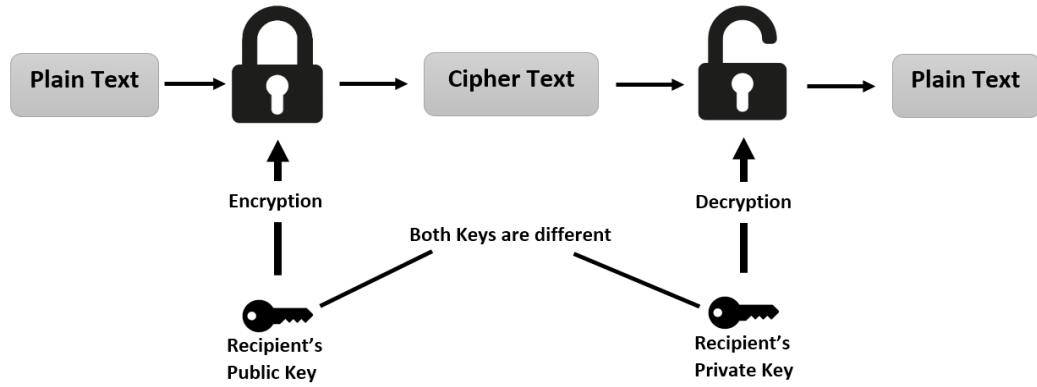 Plain Text
Cipher Text
Plain Text
Encryption
Decryption
Both Keys are different
Recipient’s
Public Key
Recipient’s
Private Key